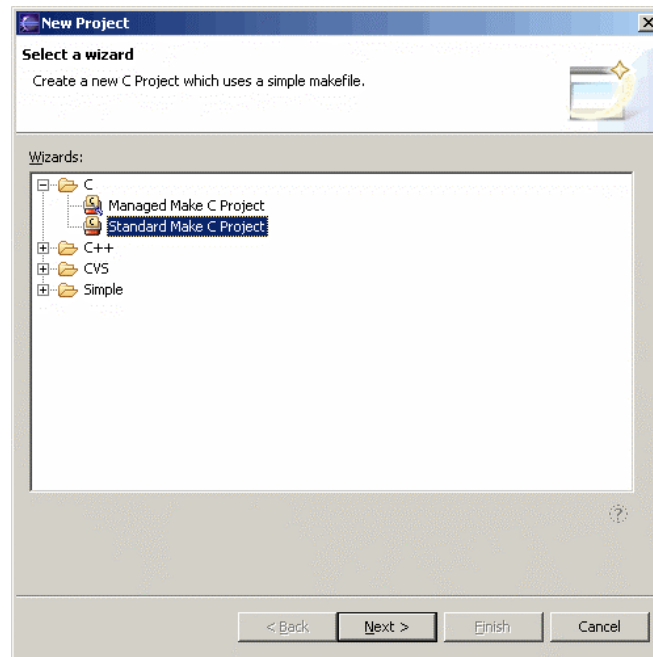 New Project
Select a wizard
Create a new C Project which uses a simple makefile.
Wizards:
C
Managed Make C Project
Standard Make C Project
C++
CVS
Simple
< Back Next > Finish Cancel